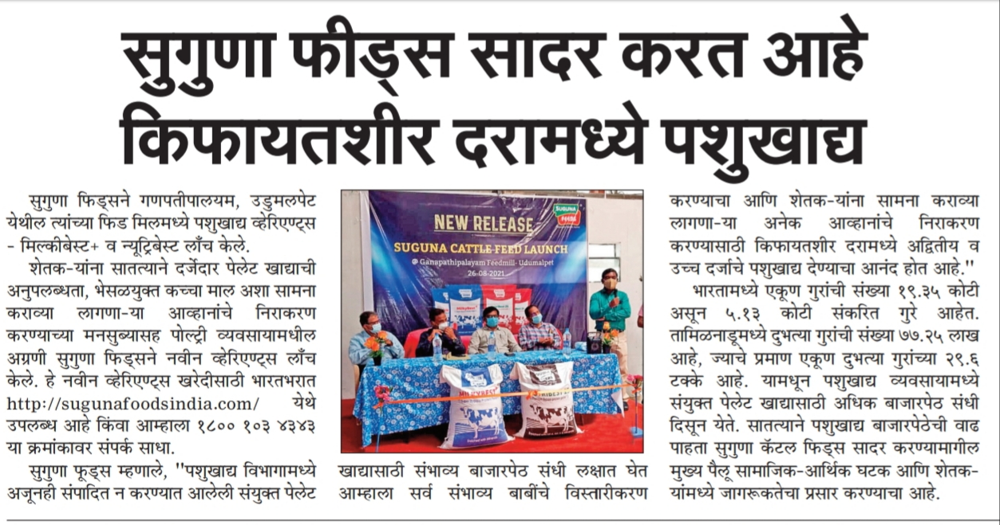 सुगुणा फीड्स सादर करत आहे
किफायतशीर दरामध्ये पशुखाद्य
सुगुणा फिड्सने गणपतीपालयम, उडुमलपेट
येथील त्यांच्या फिड मिलमध्ये पशुखाद्य व्हेरिएण्ट्स
- मिल्कीबेस्ट+ व न्यूट्रिबेस्ट लाँच केले.
शेतक-यांना सातत्याने दर्जेदार पेलेट खाद्याची
अनुपलब्धता, भेसळयुक्त कच्चा माल अशा सामना
कराव्या लागणा-या आव्हानांचे निराकरण
करण्याच्या मनसुब्यासह पोल्ट्री व्यवसायामधील
अग्रणी सुगुणा फिड्सने नवीन व्हेरिएण्ट्स लाँच
केले. हे नवीन व्हेरिएण्ट्स खरेदीसाठी भारतभरात
http://sugunafoodsindia.com/ येथे
उपलब्ध आहे किंवा आम्हाला १८०० १०३ ४३४३
या क्रमांकावर संपर्क साधा.
सुगुणा फूड्स म्हणाले, "पशुखाद्य विभागामध्ये
अजूनही संपादित न करण्यात आलेली संयुक्त पेलेट
SUGUNA
FEEDS
NEW RELEASE
SUGUNA CATTLE FEED LAUNCH
@ Ganapathipalayam Feedmill- Udumalpet
26-08-2021
MILKYBEST
खाद्यासाठी संभाव्य बाजारपेठ संधी लक्षात घेत
आम्हाला सर्व संभाव्य बाबींचे विस्तारीकरण
करण्याचा आणि शेतक-यांना सामना कराव्या
लागणा-या अनेक आव्हानांचे निराकरण
करण्यासाठी किफायतशीर दरामध्ये अद्वितीय व
उच्च दर्जाचे पशुखाद्य देण्याचा आनंद होत आहे."
भारतामध्ये एकूण गुरांची संख्या १९.३५ कोटी
असून ५.१३ कोटी संकरित गुरे आहेत.
तामिळनाडूमध्ये दुभत्या गुरांची संख्या ७७.२५ लाख
आहे, ज्याचे प्रमाण एकूण दुभत्या गुरांच्या २९.६
टक्के आहे. यामधून पशुखाद्य व्यवसायामध्ये
संयुक्त पेलेट खाद्यासाठी अधिक बाजारपेठ संधी
दिसून येते. सातत्याने पशुखाद्य बाजारपेठेची वाढ
पाहता सुगुणा कॅटल फिड्स सादर करण्यामागील
मुख्य पैलू सामाजिक-आर्थिक घटक आणि शेतक-
यांमध्ये जागरूकतेचा प्रसार करण्याचा आहे.